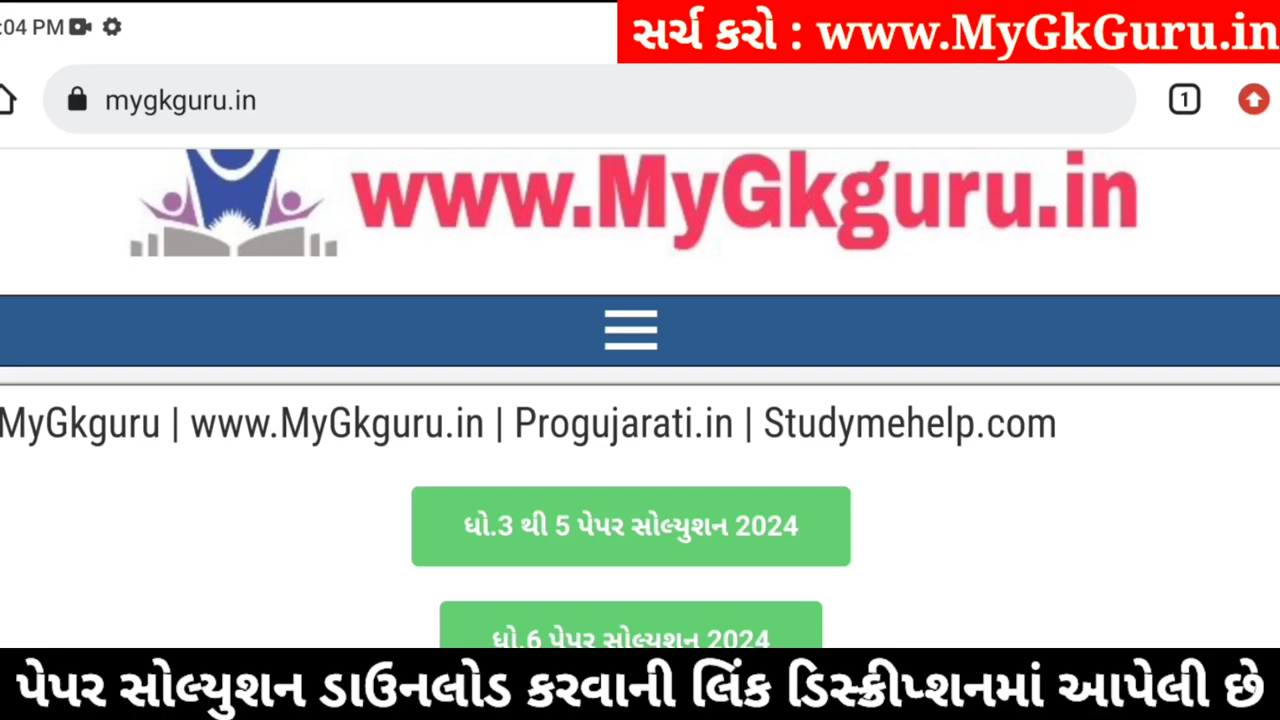 :04 PM
સર્ચ કરો : www.MyGkGuru.in
mygkguru.in
1
www.MyGkguru.in
MyGkguru | www.MyGkguru.in | Progujarati.in | Studymehelp.com
ધો.3 થી 5 પેપર સોલ્યુશન 2024
ધો.6 પેપર સોલ્યુશન 2024
પેપર સોલ્યુશન ડાઉનલોડ કરવાની લિંક ડિસ્ક્રીપ્શનમાં આપેલી છે